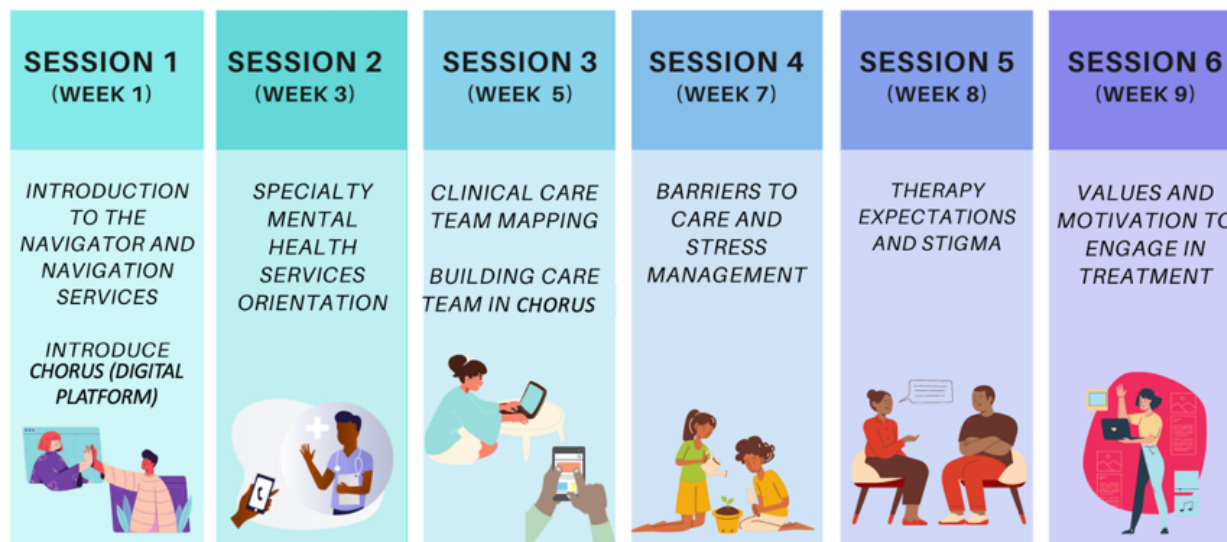 SESSION 1
(WEEK 1)
INTRODUCTION
TO THE
NAVIGATOR AND
NAVIGATION
SERVICES
INTRODUCE
CHORUS (DIGITAL
PLATFORM)
SESSION 2
(WEEK 3)
SPECIALTY
MENTAL
HEALTH
SERVICES
ORIENTATION
SESSION 3
(WEEK 5)
CLINICAL CARE
TEAM MAPPING
BUILDING CARE
TEAM IN CHORUS
SESSION 4
(WEEK 7)
BARRIERS TO
CARE AND
STRESS
MANAGEMENT
SESSION 5
(WEEK 8)
THERAPY
EXPECTATIONS
AND STIGMA
SESSION 6
(WEEK 9)
VALUES AND
MOTIVATION TO
ENGAGE IN
TREATMENT